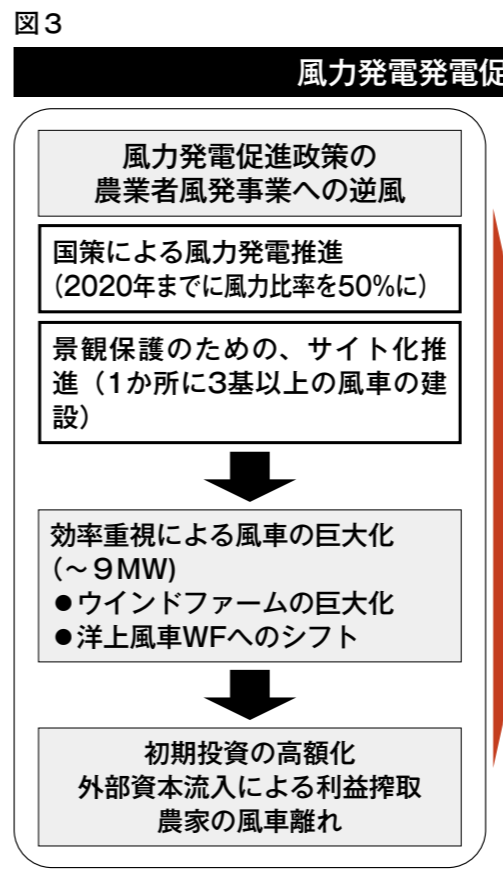 図3
風力発電発電促
風力発電促進政策の
農業者風発事業への逆風
国策による風力発電推進
(2020年までに風力比率を50%に)
景観保護のための、サイト化推
進（1か所に3基以上の風車の建
設）
効率重視による風車の巨大化
(～9MW)
●ウインドファームの巨大化
●洋上風車WFへのシフト
初期投資の高額化
外部資本流入による利益搾取
農家の風車離れ